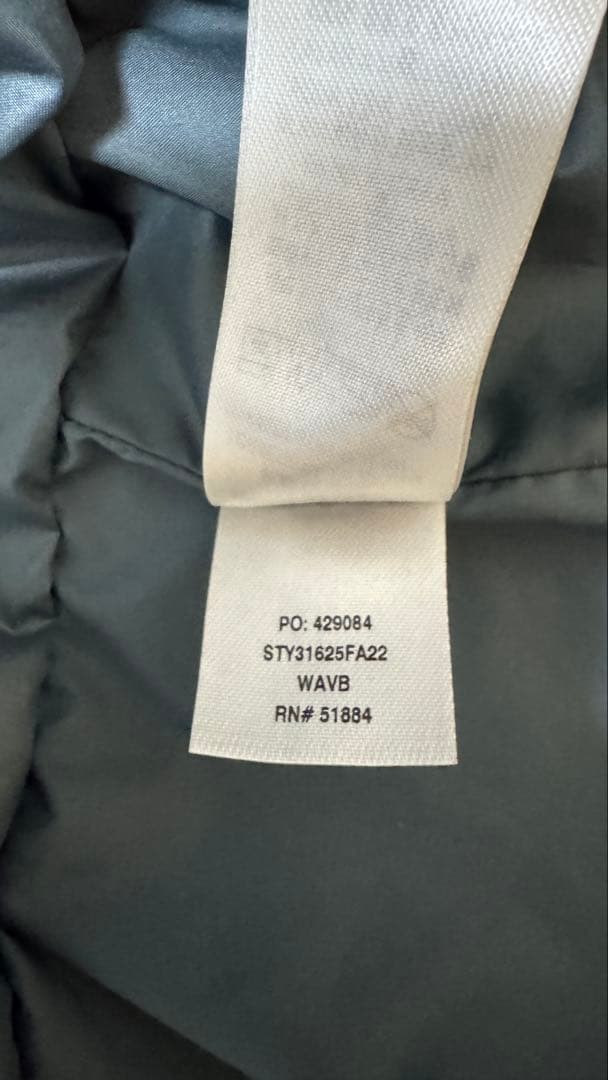 PO: 429084
STY31625FA22
WAVB
RN# 51884